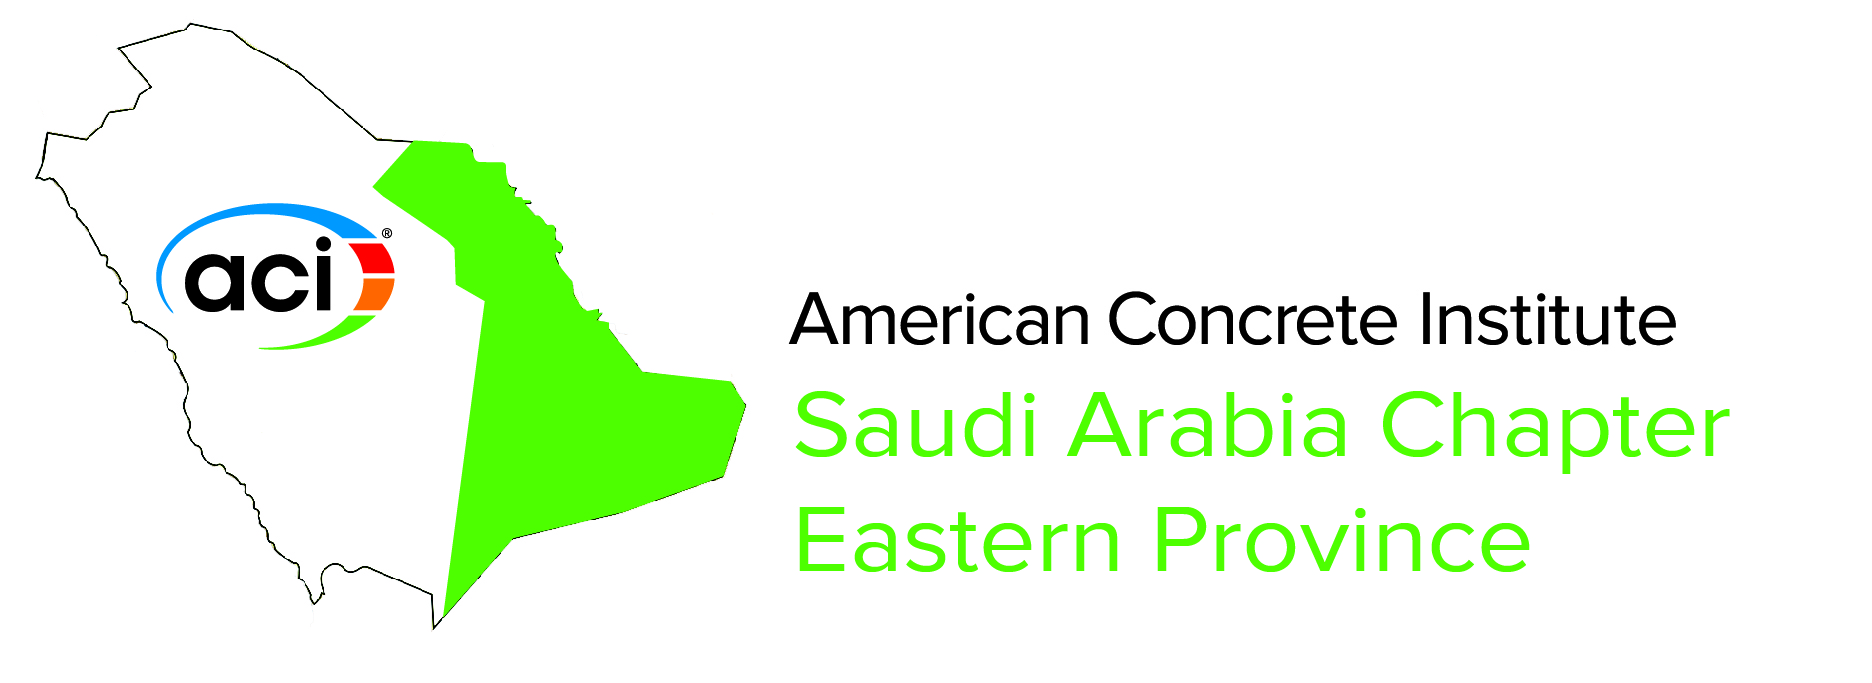 aci®
American Concrete Institute
Saudi Arabia Chapter
Eastern Province